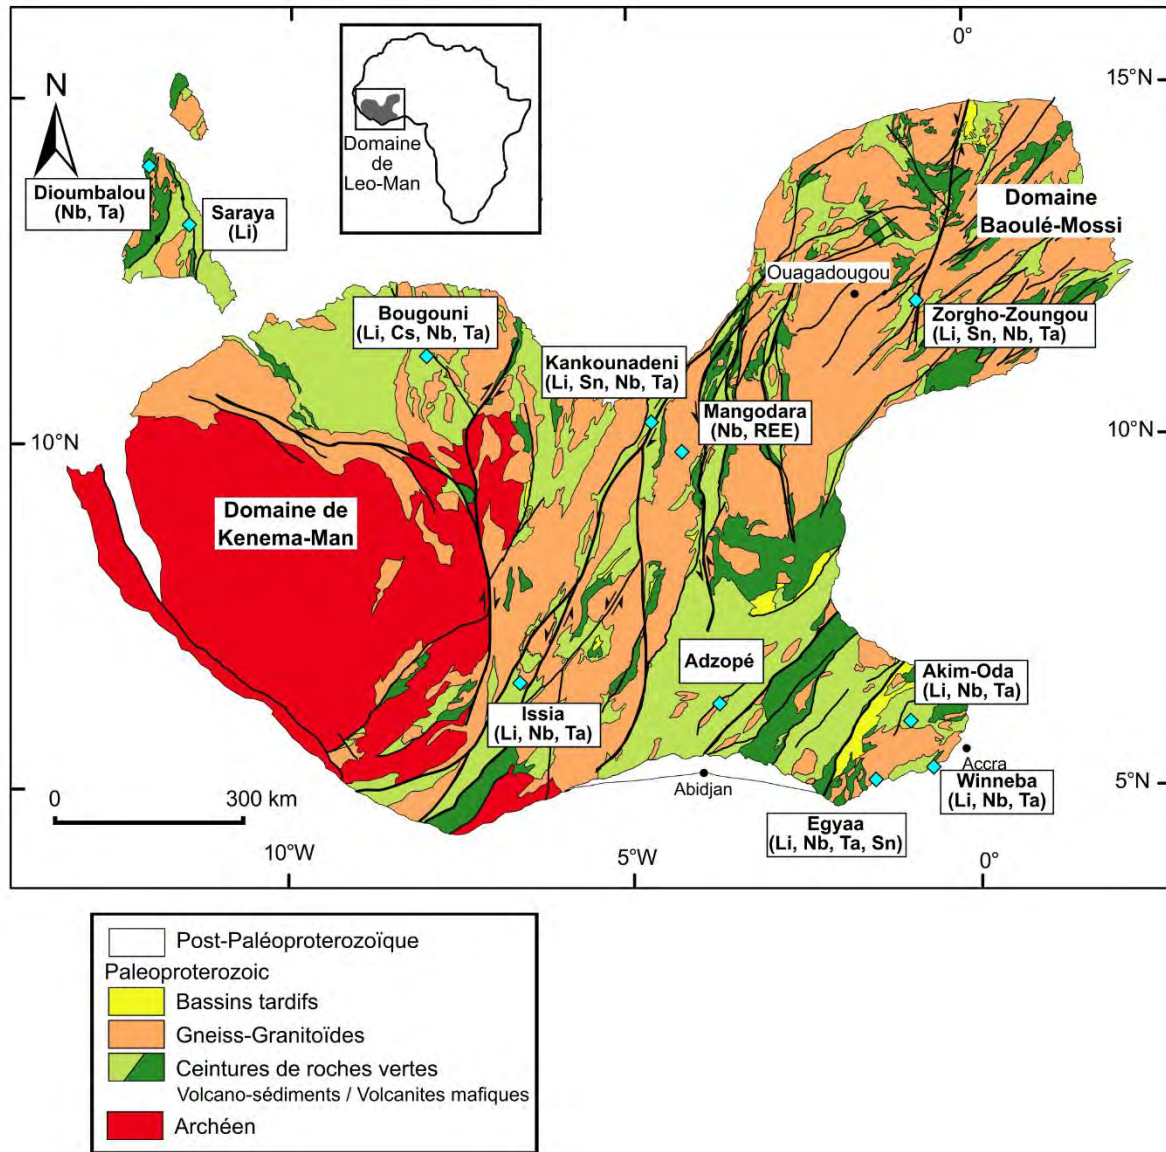 0°
15°N
N
Domaine
de
Leo-Man
Dioumbalou
(Nb, Ta)
Saraya
(Li)
Domaine
Baoulé-Mossi
Ouagadougou
Zorgho-Zoungou
(Li, Sn, Nb, Ta)
Bougouni
(Li, Cs, Nb, Ta)
Kankounadeni
(Li, Sn, Nb, Ta)
Mangodara
(Nb, REE)
10°N
10°N
Domaine de
Kenema-Man
Adzopé
Akim-Oda
(Li, Nb, Ta)
Issia
(Li, Nb, Ta)
Accra
Abidjan
Winneba
(Li, Nb, Ta)
5°N
0
300 km
Egyaa
(Li, Nb, Ta, Sn)
10°W
5°W
0°
Post-Paléoproterozoïque
Paleoproterozoic
Bassins tardifs
Gneiss-Granitoïdes
Ceintures de roches vertes
Volcano-sédiments / Volcanites mafiques
Archéen